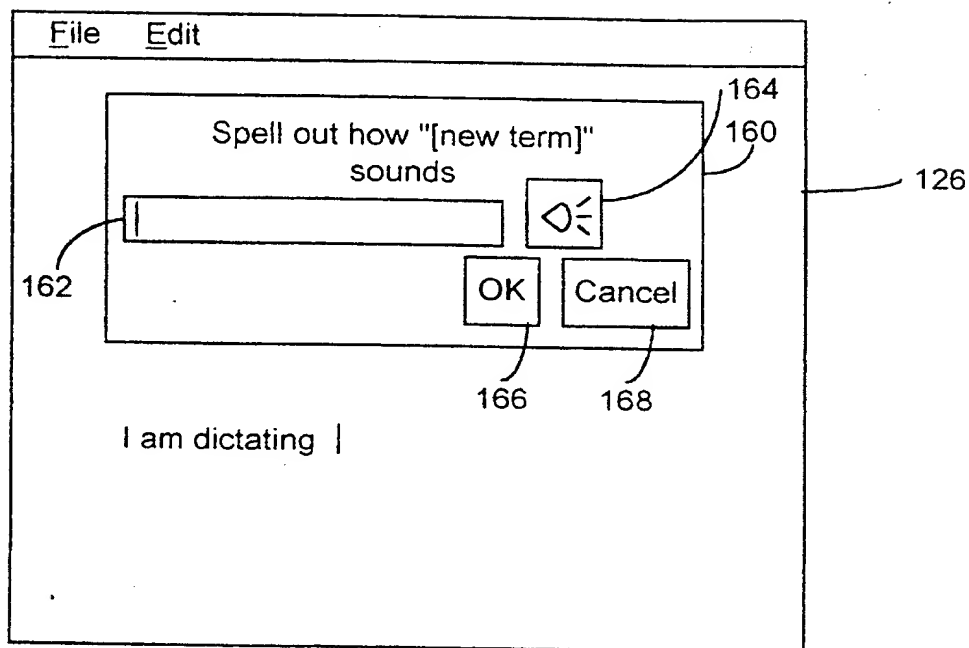 File Edit
164
Spell out how "[new term]"
160
sounds
126
162
OK Cancel
166 168
I am dictating